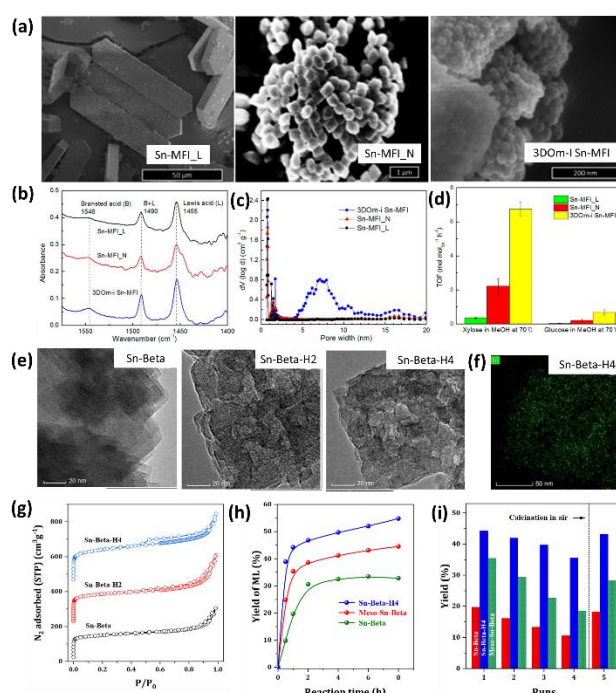 (a)
Sn-MFI_L
50 µm
Sn-MFI_N
1 µm
3DOm-I Sn-MFI
200 nm
(b)
Absorbance
0.4
0.3
0.2
0.1
0.0
Brønsted acid (B)
1548
B+L
1490
Lewis acid (L)
1455
Sn-MFI_L
Sn-MFI_N
3DOm-i Sn-MFI
1550
1500
1450
1400
Wavenumber (cm-1)
(c)
dV (log d) (cm3 g-1)
2.4
2.0
1.6
1.2
0.8
0.4
0.0
3DOm-i Sn-MFI
Sn-MFI_N
Sn-MFI_L
0
5
10
15
20
Pore width (nm)
(d)
8
7
6
5
4
3
2
1
0
Sn-MFI_L
Sn-MFI_N
3DOm-i Sn-MFI
Xylose in MeOH at 70℃
Glucose in MeOH at 70℃
(e)
Sn-Beta
20 nm
Sn-Beta-H2
20 nm
Sn-Beta-H4
20 nm
(f)
Sn
Sn-Beta-H4
50 nm
(g)
N2 adsorbed (STP) (cm3g-1)
800
600
400
200
0
Sn-Beta-H4
Sn Beta H2
Sn-Beta
0.0
0.2
0.4
0.6
0.8
1.0
P/P0
(h)
Yield of ML (%)
60
50
40
30
20
10
0
Sn-Beta-H4
Meso-Sn-Beta
Sn-Beta
0
2
4
6
8
Reaction time (h)
(i)
Yield (%)
50
40
30
20
10
0
Calcination in air
Sn-Beta
Sn-Beta-H4
Meso-Sn-Beta
1
2
3
4
5
Runs